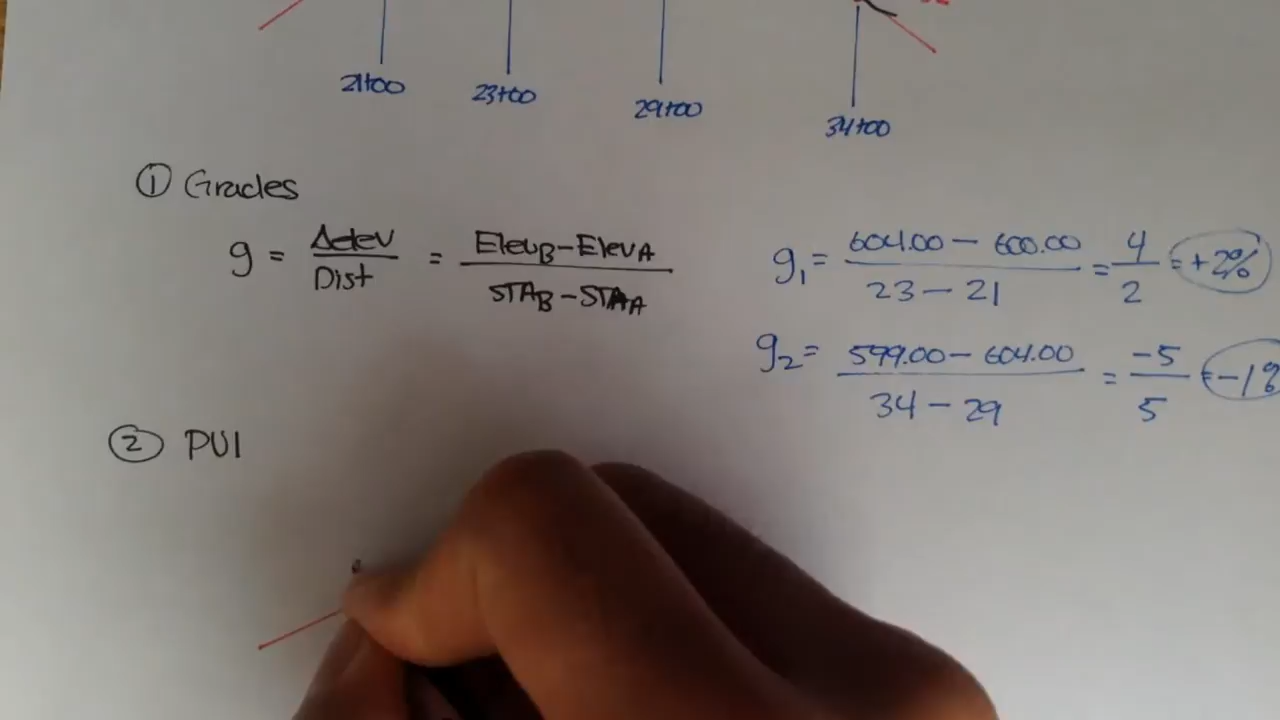 21+00 23+00 29+00 34+00
① Grades
g = Δelev / Dist = ElevB - ElevA / STAB - STAA
g1 = 604.00 - 600.00 / 23 - 21 = 4 / 2 = +2%
g2 = 599.00 - 604.00 / 34 - 29 = -5 / 5 = -1%
② PVI